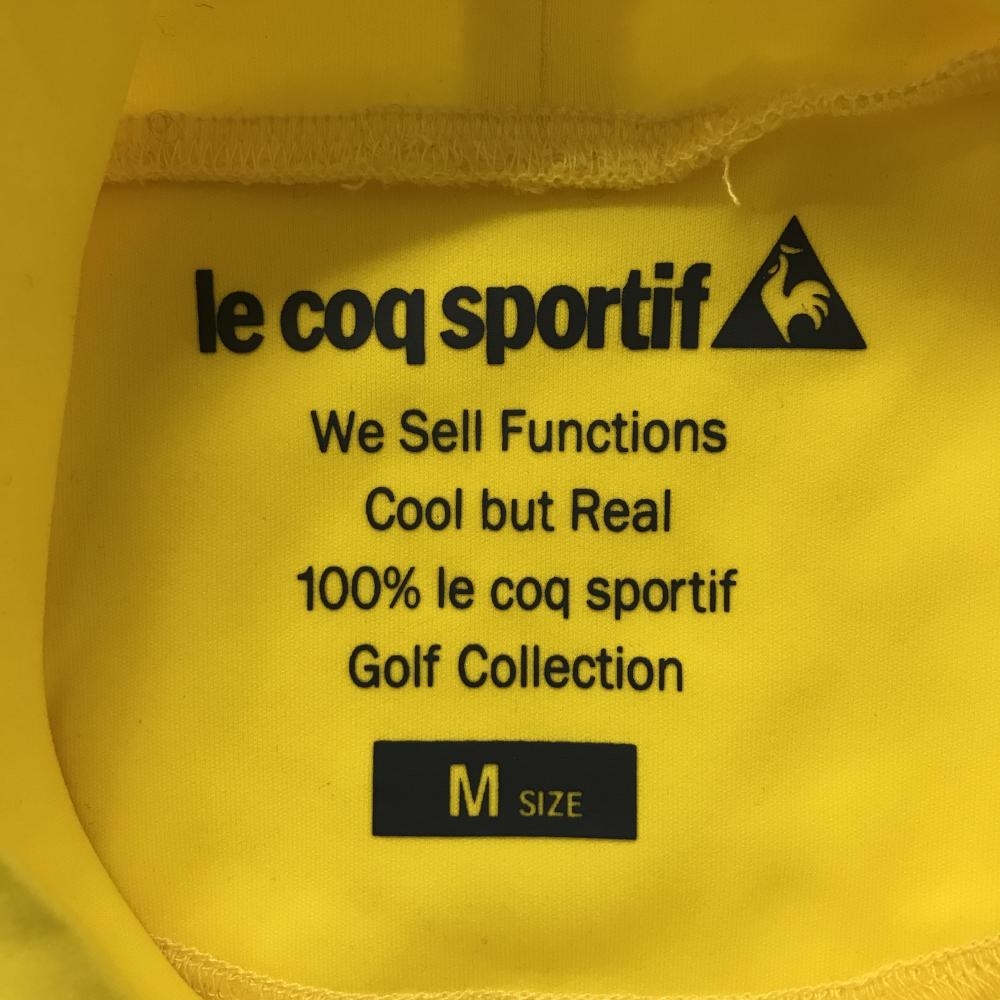 le coq sportif
We Sell Functions
Cool but Real
100% le coq sportif
Golf Collection
M SIZE